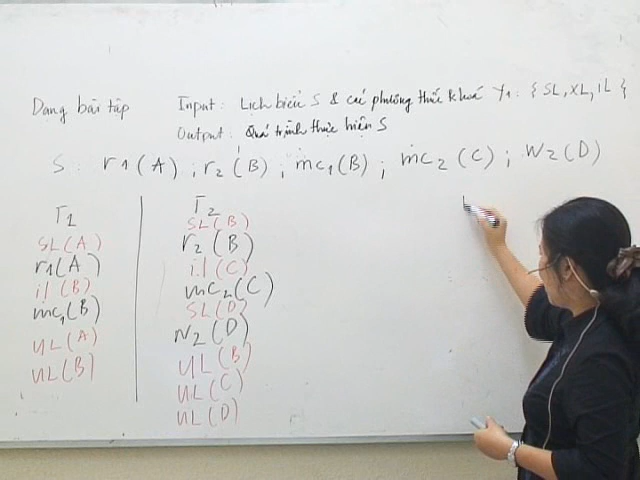 Dạng bài tập
Input: Lịch biểu S & các phương thức khoá Y1: { SL, XL, IL }
Output: Quá trình thực hiện S
S: r1(A); r2(B); mc1(B); mc2(C); W2(D)
T1
SL(A)
r1(A)
il(B)
mc1(B)
UL(A)
UL(B)
T2
SL(B)
r2(B)
il(C)
mc2(C)
SL(D)
W2(D)
UL(B)
UL(C)
UL(D)